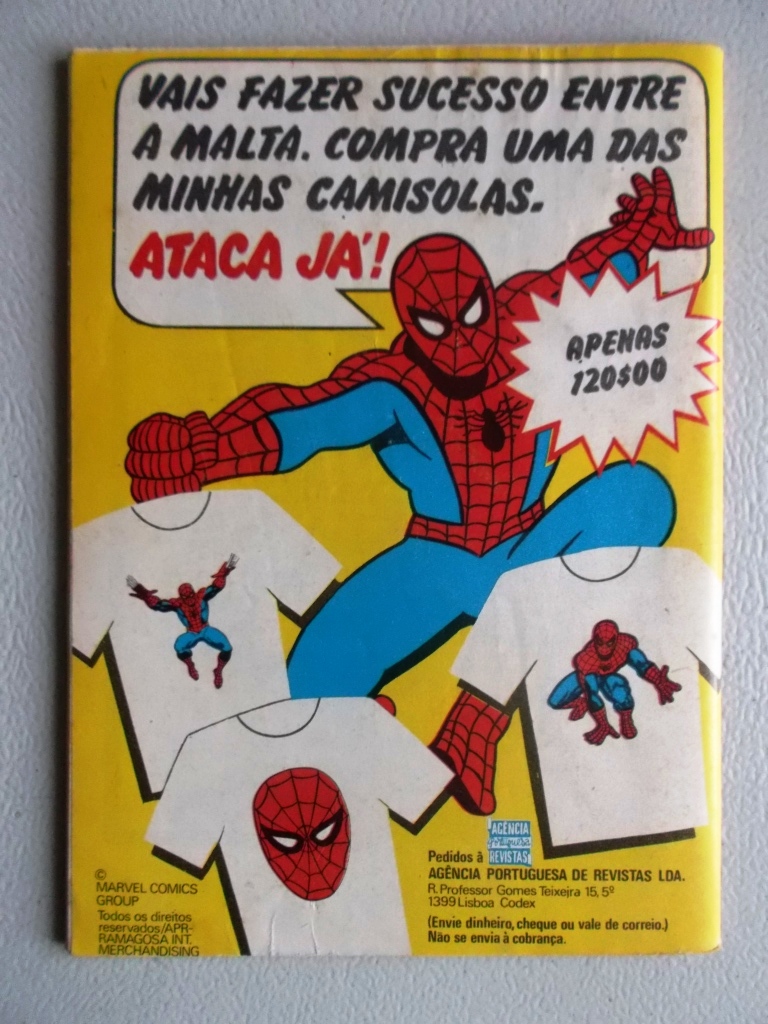 VAIS FAZER SUCESSO ENTRE
A MALTA. COMPRA UMA DAS
MINHAS CAMISOLAS.
ATACA JÁ!
APENAS
120$00
AGÊNCIA
Portuguesa
REVISTAS
Pedidos à
AGÊNCIA PORTUGUESA DE REVISTAS LDA.
R. Professor Gomes Teixeira 15, 5º
1399 Lisboa Codex
(Envie dinheiro, cheque ou vale de correio.)
Não se envia à cobrança.
©
MARVEL COMICS
GROUP
Todos os direitos
reservados/APR-
RAMAGOSA INT.
MERCHANDISING